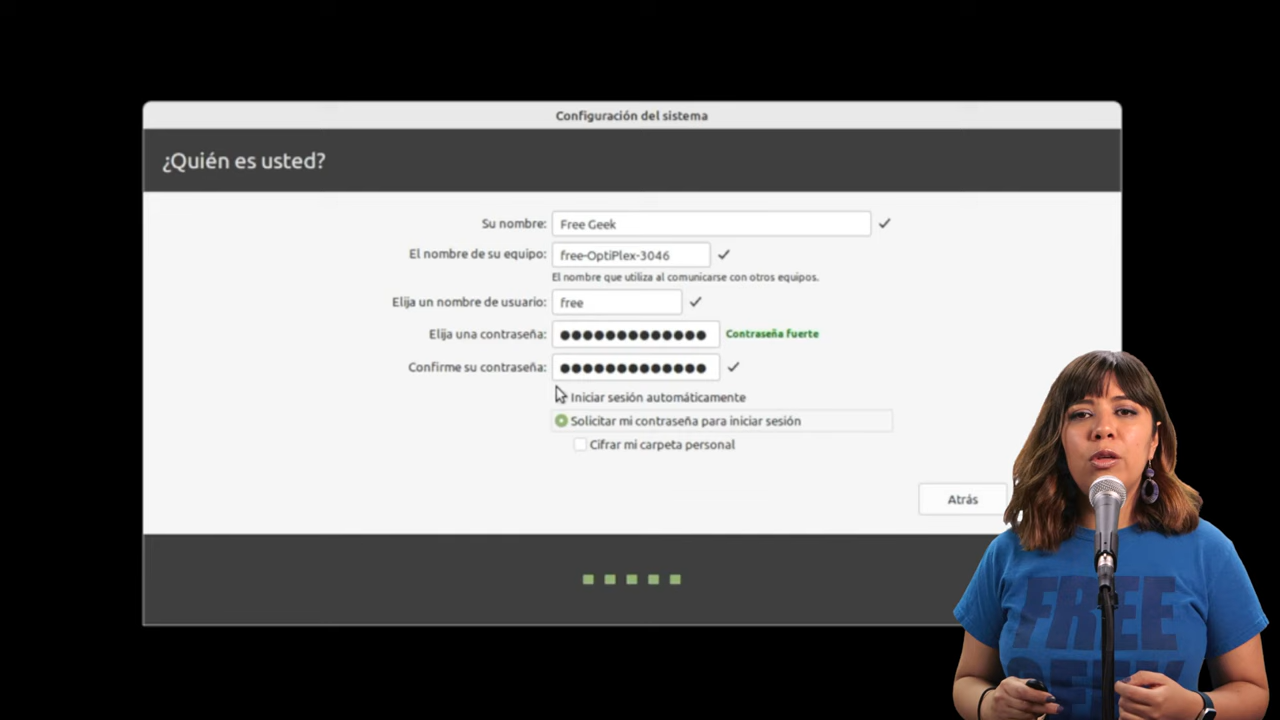 Configuración del sistema
¿Quién es usted?
Su nombre: Free Geek
El nombre de su equipo: free-OptiPlex-3046
El nombre que utiliza al comunicarse con otros equipos.
Elija un nombre de usuario: free
Elija una contraseña: ●●●●●●●●●●●●● Contraseña fuerte
Confirme su contraseña: ●●●●●●●●●●●●●
Iniciar sesión automáticamente
Solicitar mi contraseña para iniciar sesión
Cifrar mi carpeta personal
Atrás
FREE
GEEK